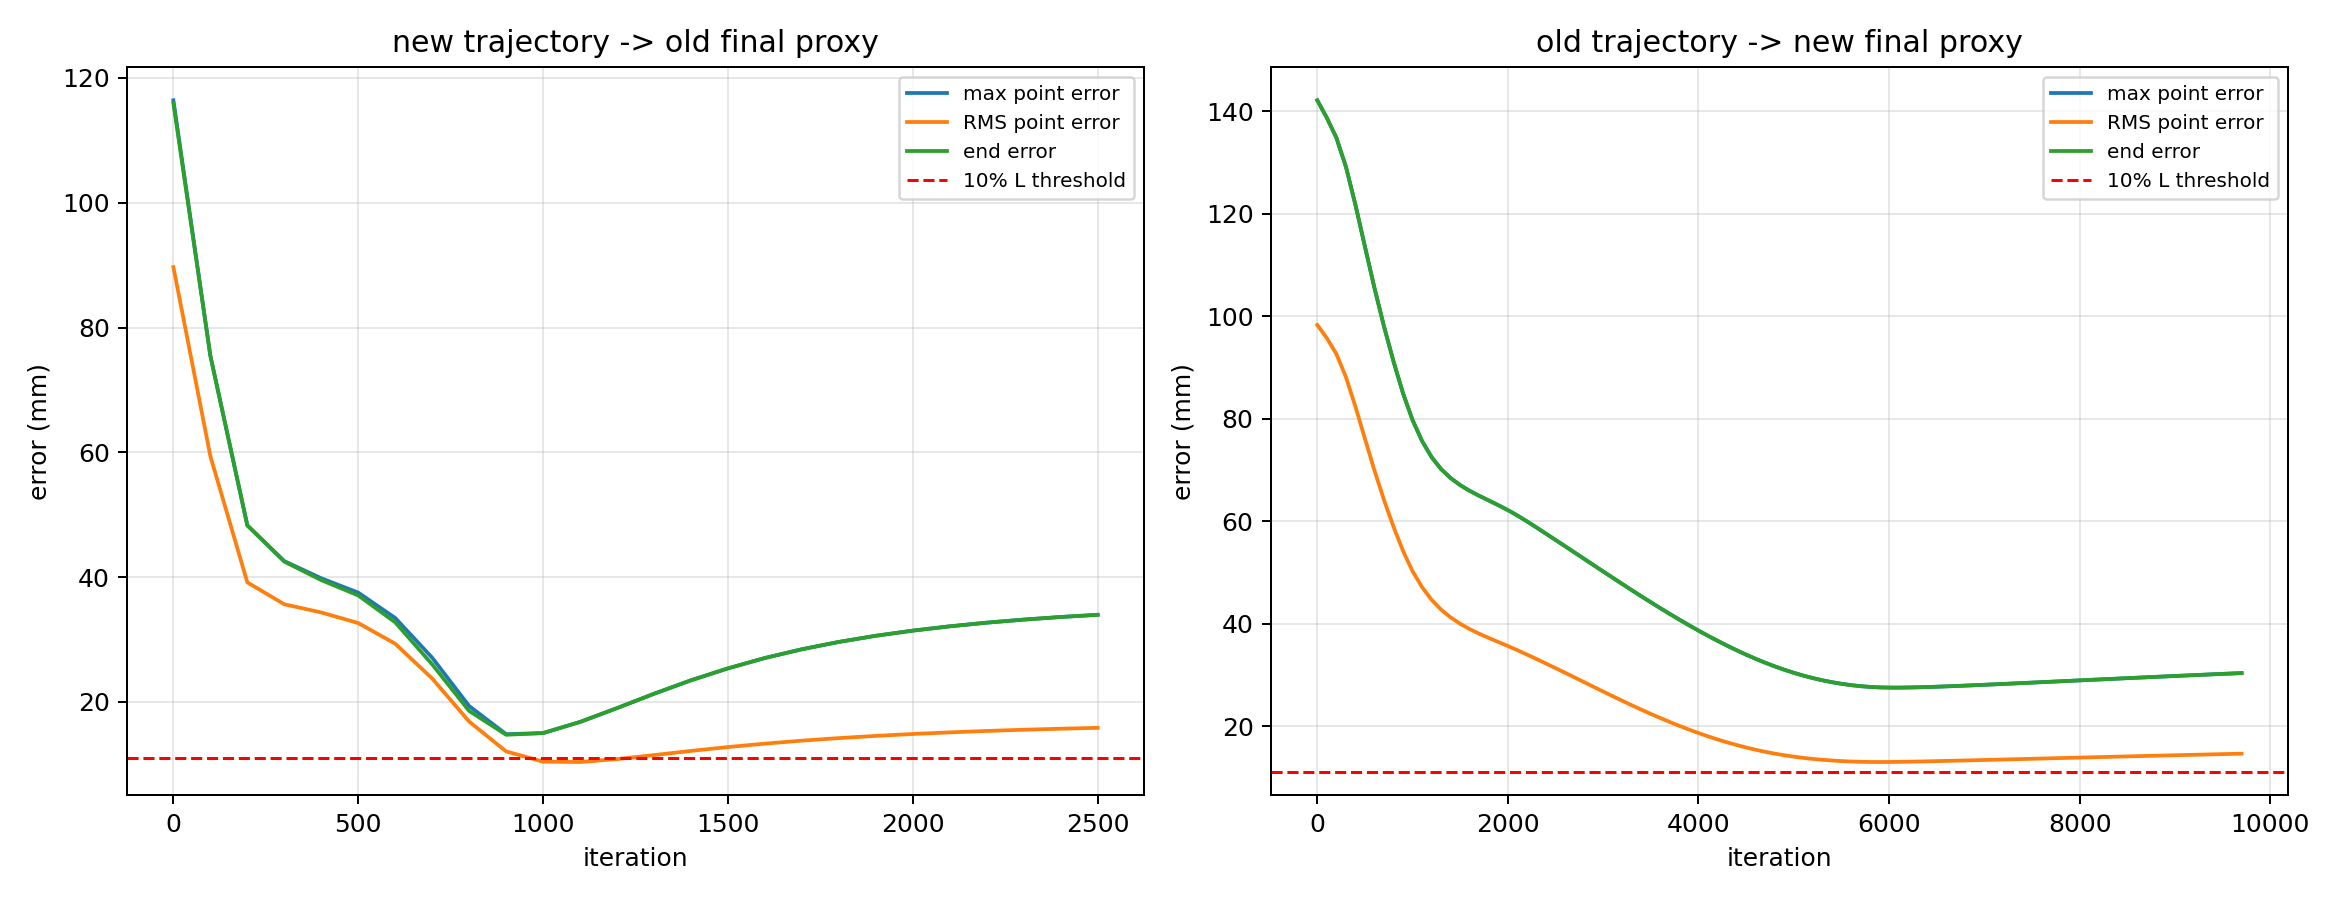 new trajectory -> old final proxy
120
100
80
60
40
20
error (mm)
max point error
RMS point error
end error
10% L threshold
0
500
1000
1500
2000
2500
iteration
old trajectory -> new final proxy
140
120
100
80
60
40
20
error (mm)
max point error
RMS point error
end error
10% L threshold
0
2000
4000
6000
8000
10000
iteration